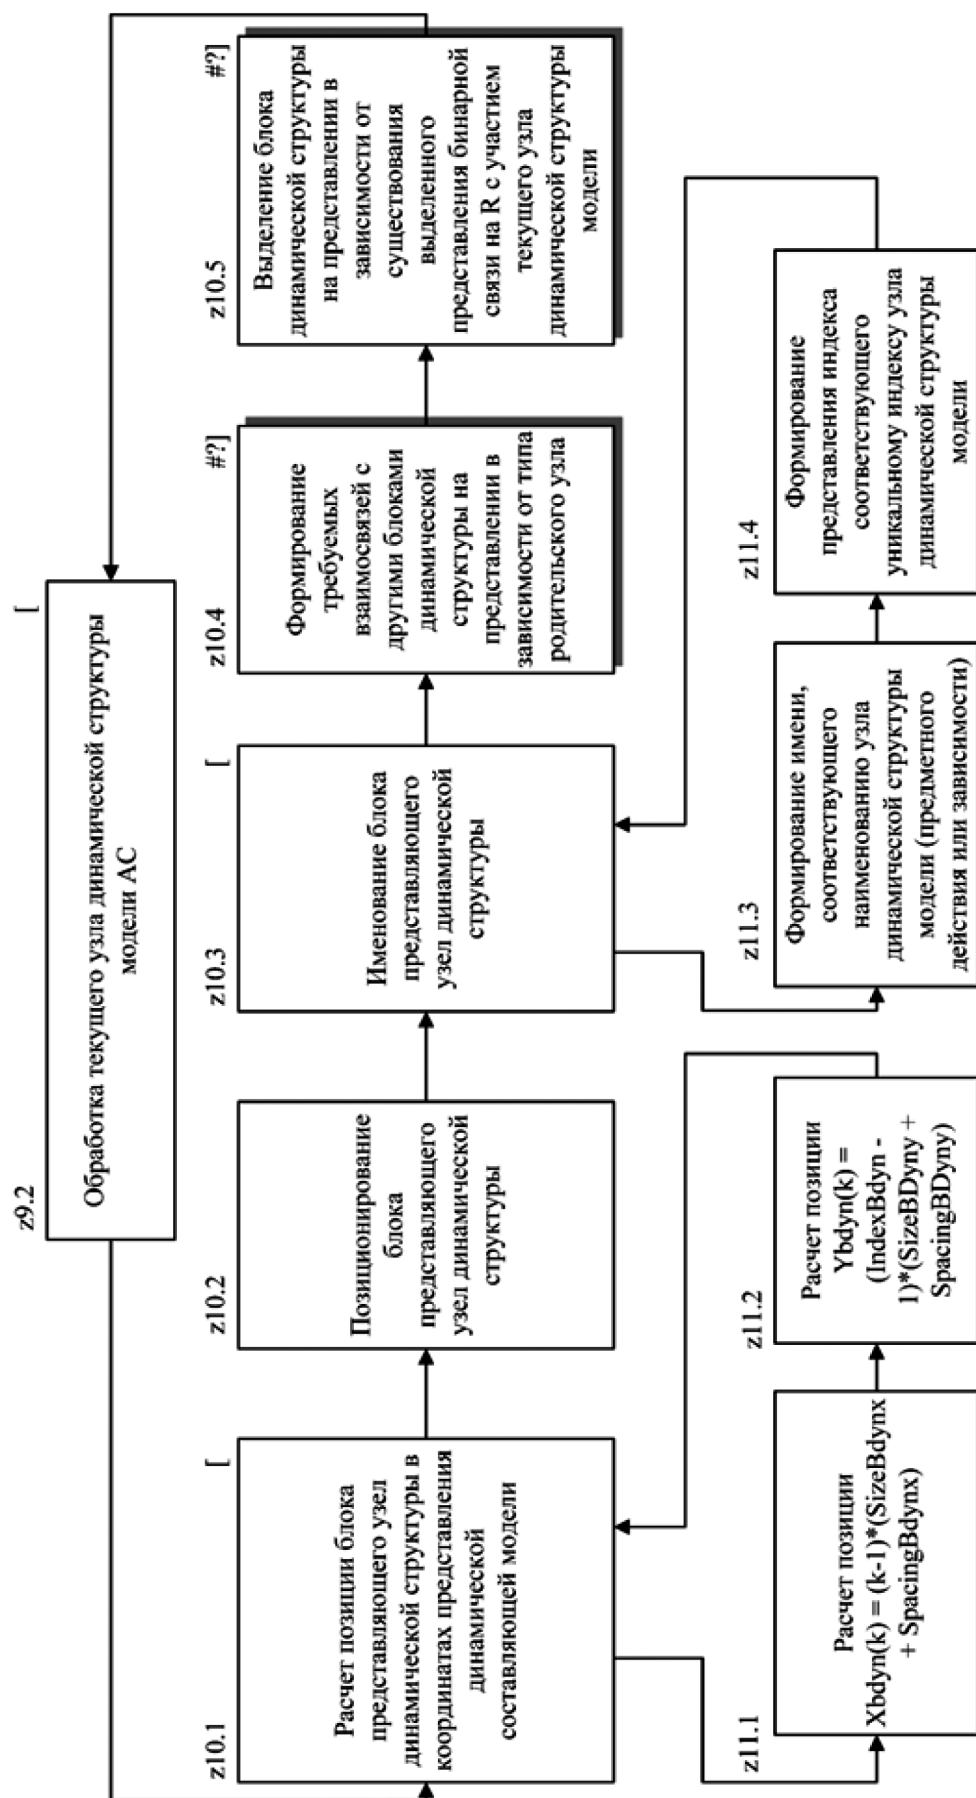 z9.2
[
Обработка текущего узла динамической структуры
модели АС
z10.1
[
Расчет позиции блока
представляющего узел
динамической структуры в
координатах представления
динамической
составляющей модели
z10.2
Позиционирование
блока
представляющего
узел динамической
структуры
z10.3
[
Именование блока
представляющего
узел динамической
структуры
z10.4
#?]
Формирование
требуемых
взаимосвязей с
другими блоками
динамической
структуры на
представлении в
зависимости от типа
родительского узла
z10.5
#?]
Выделение блока
динамической структуры
на представлении в
зависимости от
существования
выделенного
представления бинарной
связи на R с участием
текущего узла
динамической структуры
модели
z11.1
Расчет позиции
Xbdyn(k) = (k-1)*(SizeBdynx
+ SpacingBdynx)
z11.2
Расчет позиции
Ybdyn(k) =
(IndexBdyn -
1)*(SizeBDyny +
SpacingBDyny)
z11.3
Формирование имени,
соответствующего
наименованию узла
динамической структуры
модели (предметного
действия или зависимости)
z11.4
Формирование
представления индекса
соответствующего
уникальному индексу узла
динамической структуры
модели